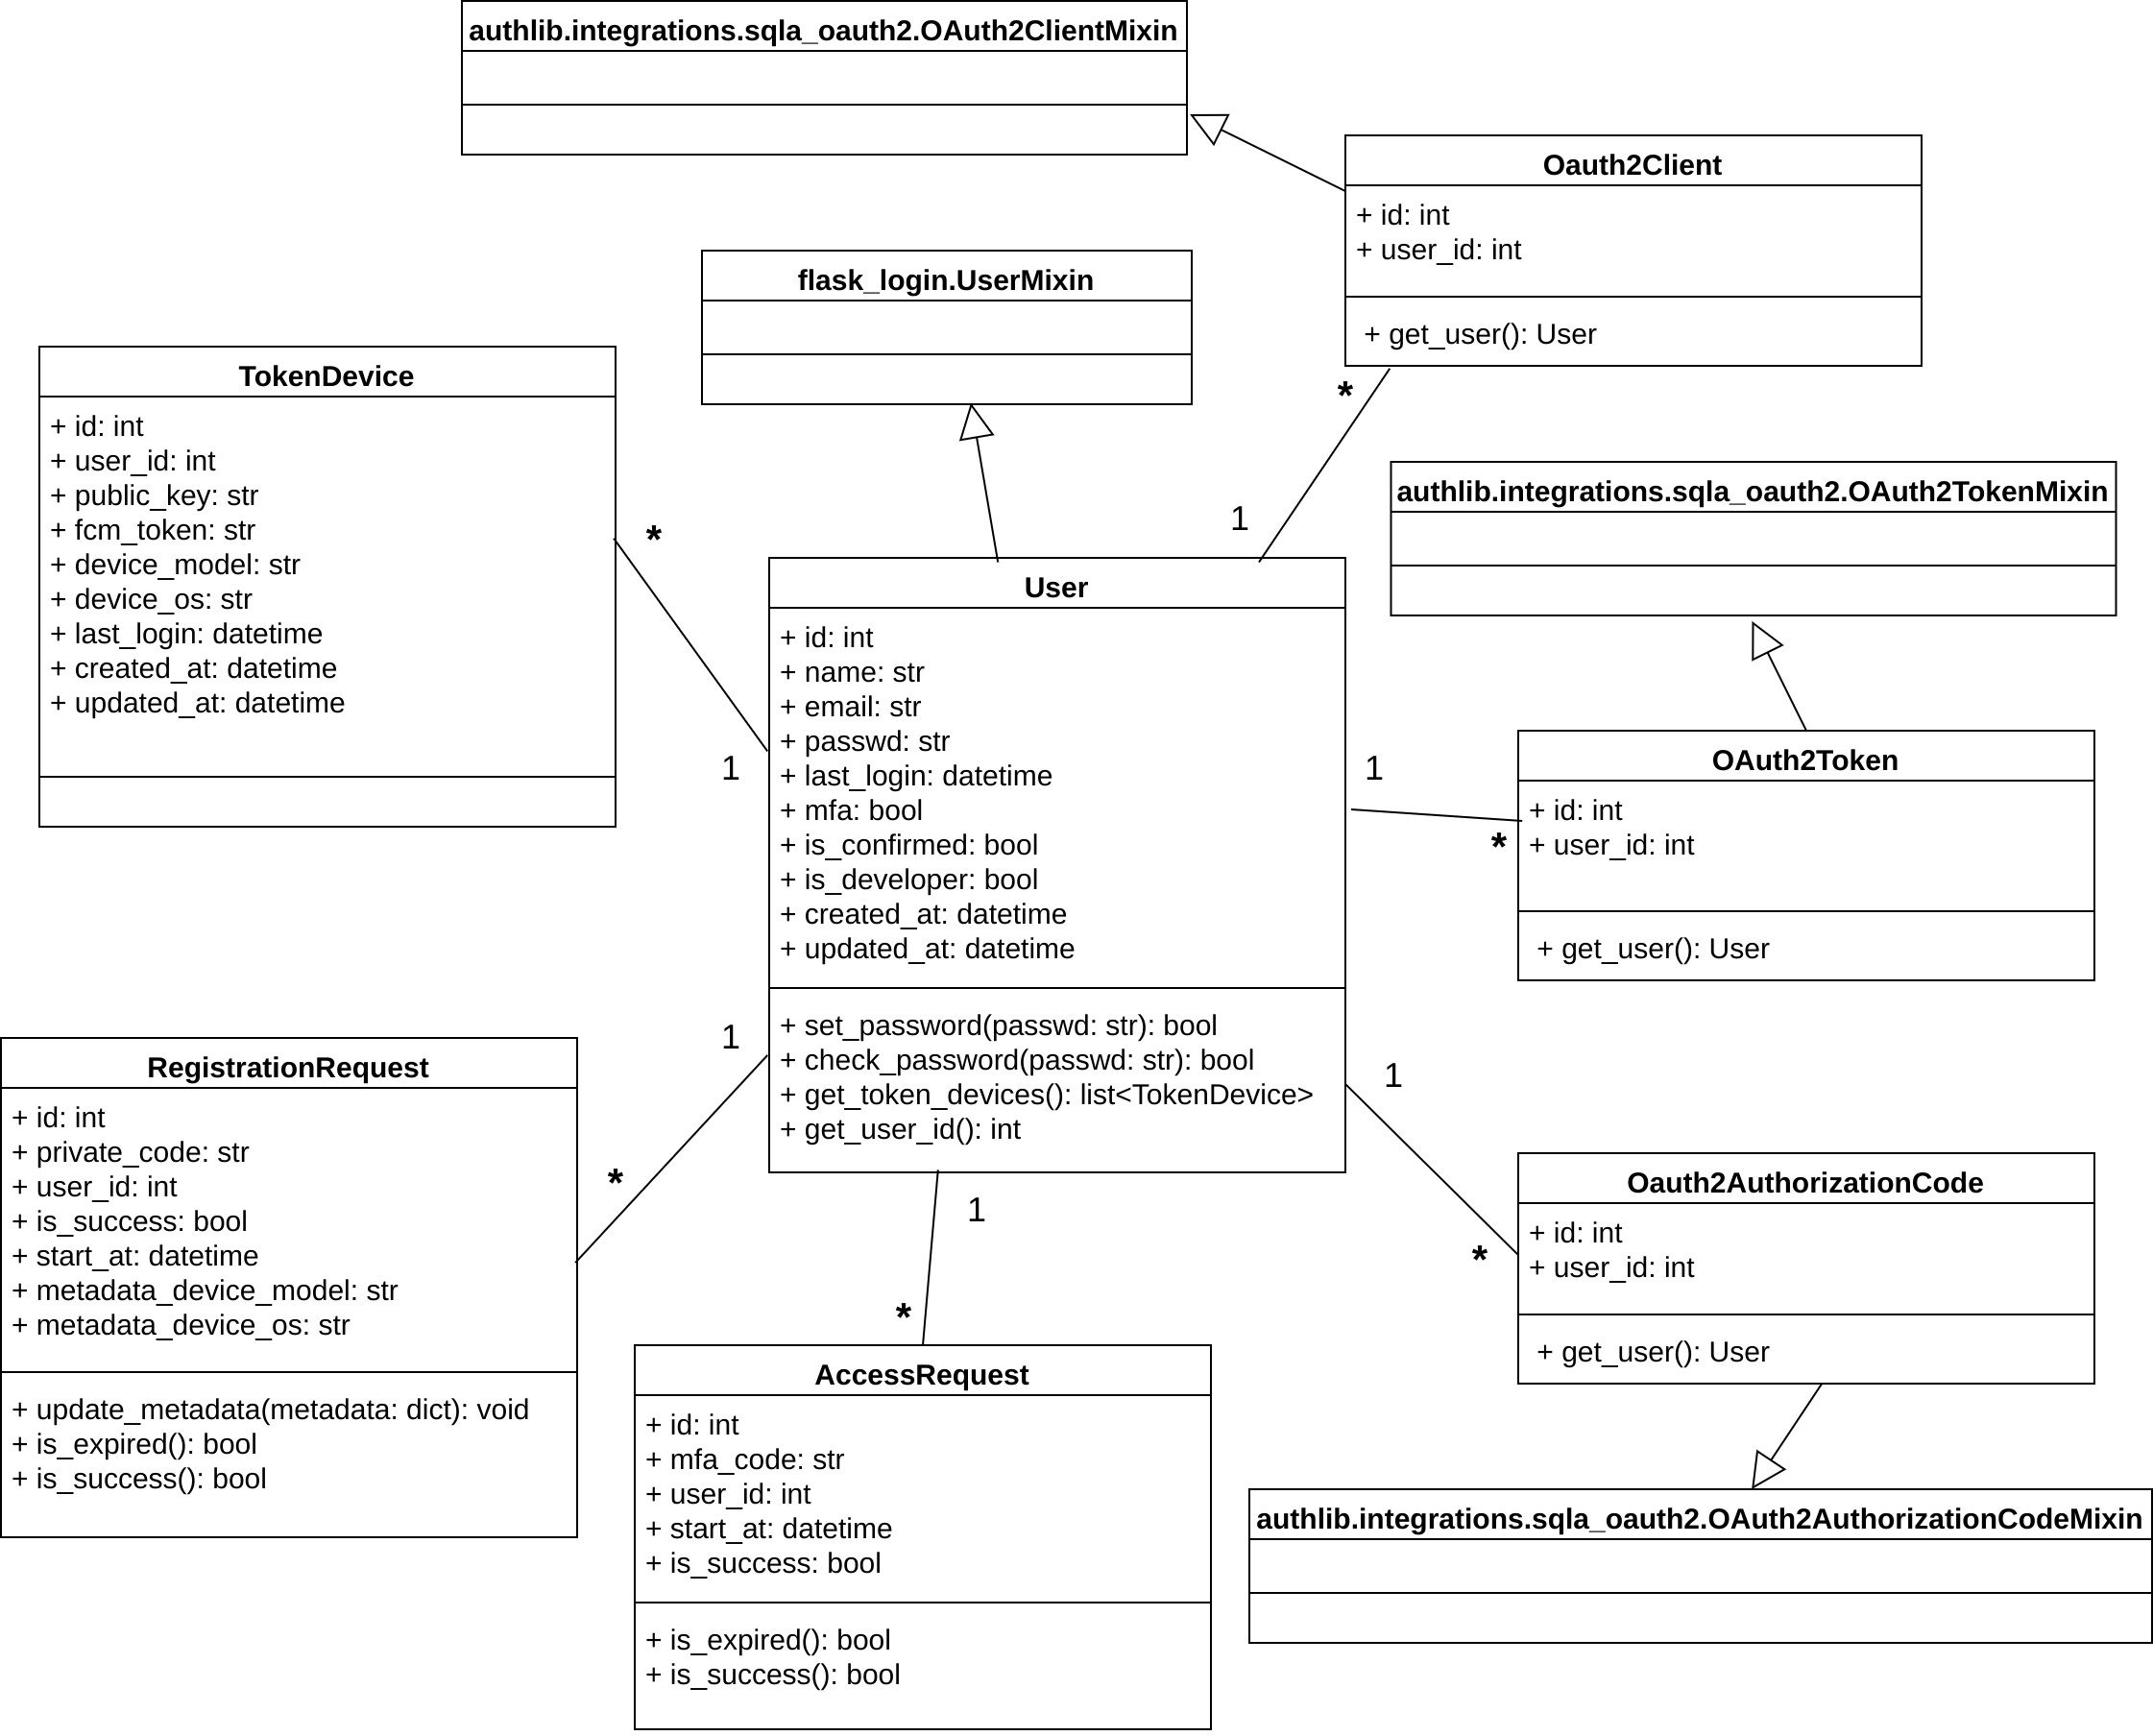 authlib.integrations.sqla_oauth2.OAuth2ClientMixin
Oauth2Client
+ id: int
+ user_id: int
+ get_user(): User
flask_login.UserMixin
TokenDevice
+ id: int
+ user_id: int
+ public_key: str
+ fcm_token: str
+ device_model: str
+ device_os: str
+ last_login: datetime
+ created_at: datetime
+ updated_at: datetime
*
1
*
1
authlib.integrations.sqla_oauth2.OAuth2TokenMixin
User
+ id: int
+ name: str
+ email: str
+ passwd: str
+ last_login: datetime
+ mfa: bool
+ is_confirmed: bool
+ is_developer: bool
+ created_at: datetime
+ updated_at: datetime
+ set_password(passwd: str): bool
+ check_password(passwd: str): bool
+ get_token_devices(): list<TokenDevice>
+ get_user_id(): int
1
*
OAuth2Token
+ id: int
+ user_id: int
+ get_user(): User
1
*
RegistrationRequest
+ id: int
+ private_code: str
+ user_id: int
+ is_success: bool
+ start_at: datetime
+ metadata_device_model: str
+ metadata_device_os: str
+ update_metadata(metadata: dict): void
+ is_expired(): bool
+ is_success(): bool
1
*
AccessRequest
+ id: int
+ mfa_code: str
+ user_id: int
+ start_at: datetime
+ is_success: bool
+ is_expired(): bool
+ is_success(): bool
1
*
Oauth2AuthorizationCode
+ id: int
+ user_id: int
+ get_user(): User
authlib.integrations.sqla_oauth2.OAuth2AuthorizationCodeMixin